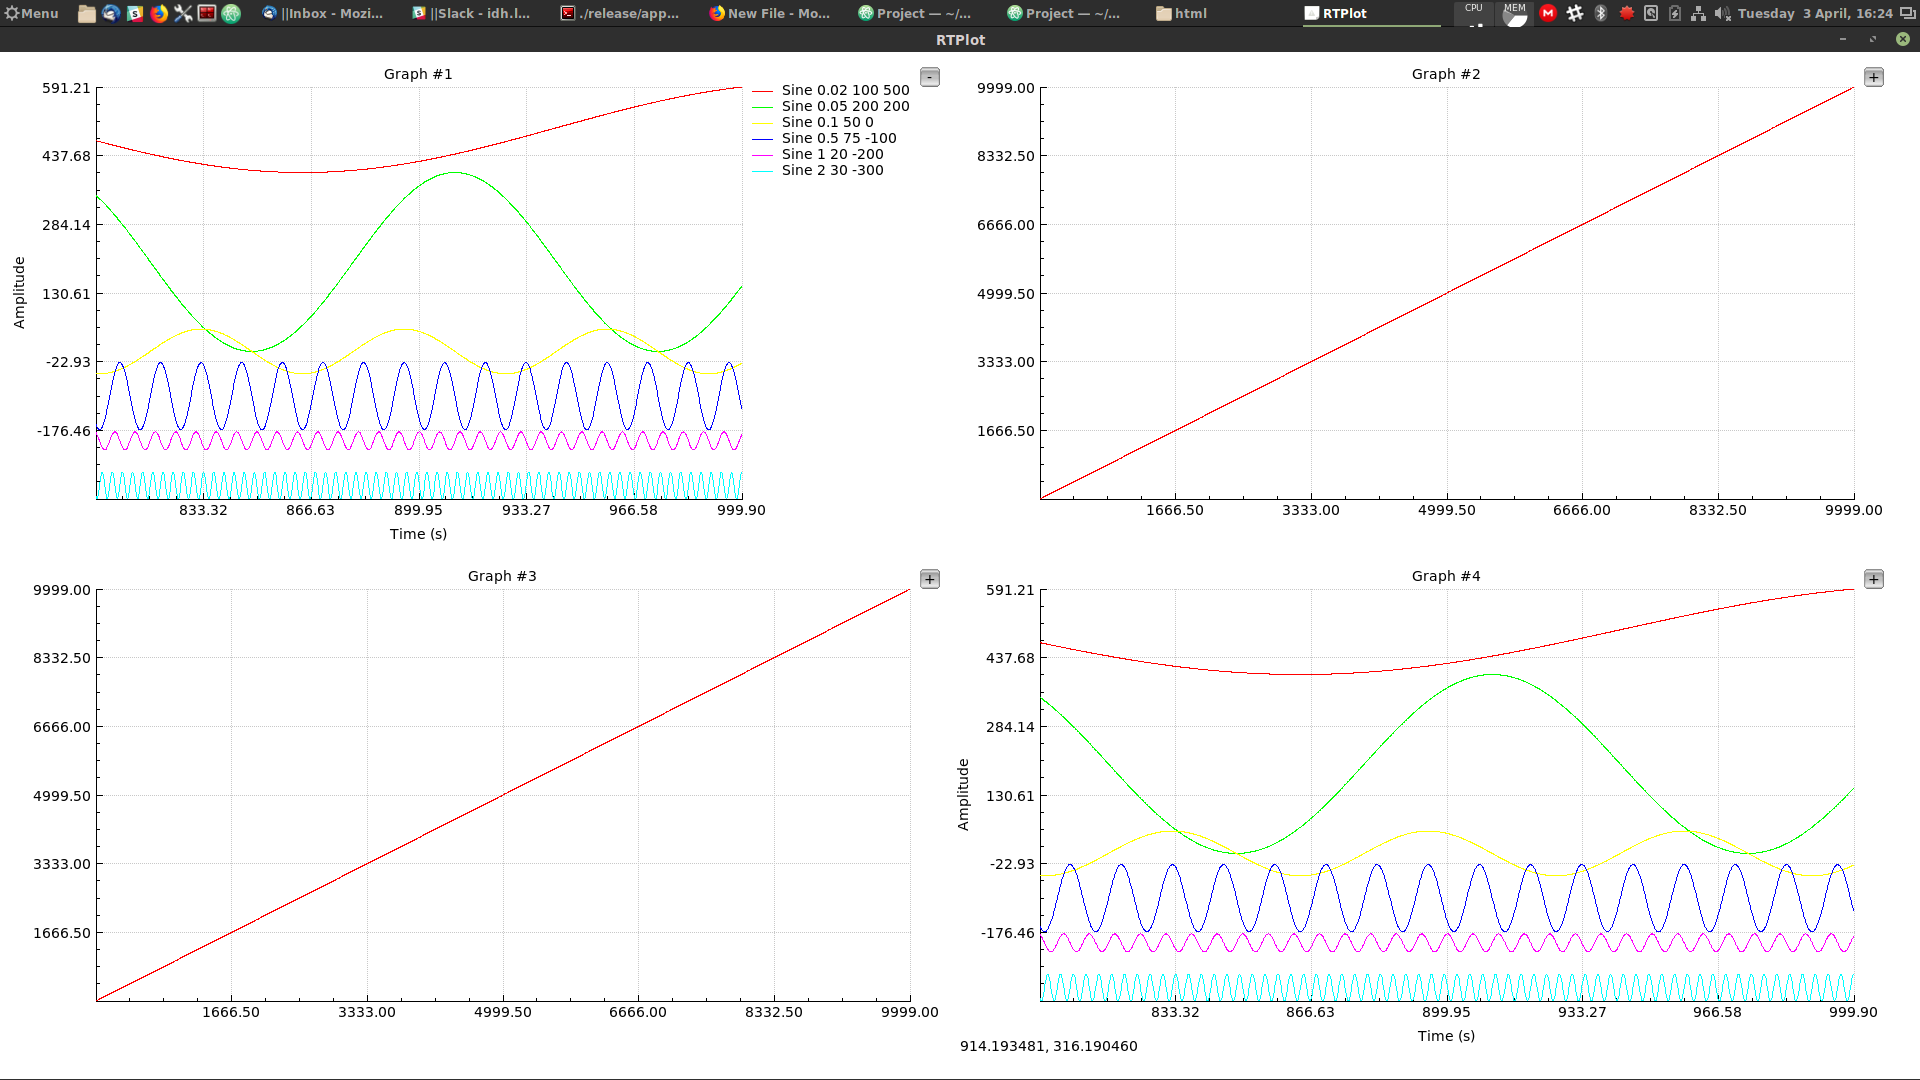 Menu ||Inbox - Mozi... ||Slack - idh.l... ./release/app... New File - Mo... Project — ~/... Project — ~/... html RTPlot CPU MEM Tuesday 3 April, 16:24
RTPlot
Graph #1
-
591.21
437.68
284.14
130.61
-22.93
-176.46
Amplitude
833.32 866.63 899.95 933.27 966.58 999.90
Time (s)
Sine 0.02 100 500
Sine 0.05 200 200
Sine 0.1 50 0
Sine 0.5 75 -100
Sine 1 20 -200
Sine 2 30 -300
Graph #2
+
9999.00
8332.50
6666.00
4999.50
3333.00
1666.50
1666.50 3333.00 4999.50 6666.00 8332.50 9999.00
Graph #3
+
9999.00
8332.50
6666.00
4999.50
3333.00
1666.50
1666.50 3333.00 4999.50 6666.00 8332.50 9999.00
Graph #4
+
591.21
437.68
284.14
130.61
-22.93
-176.46
Amplitude
833.32 866.63 899.95 933.27 966.58 999.90
Time (s)
914.193481, 316.190460